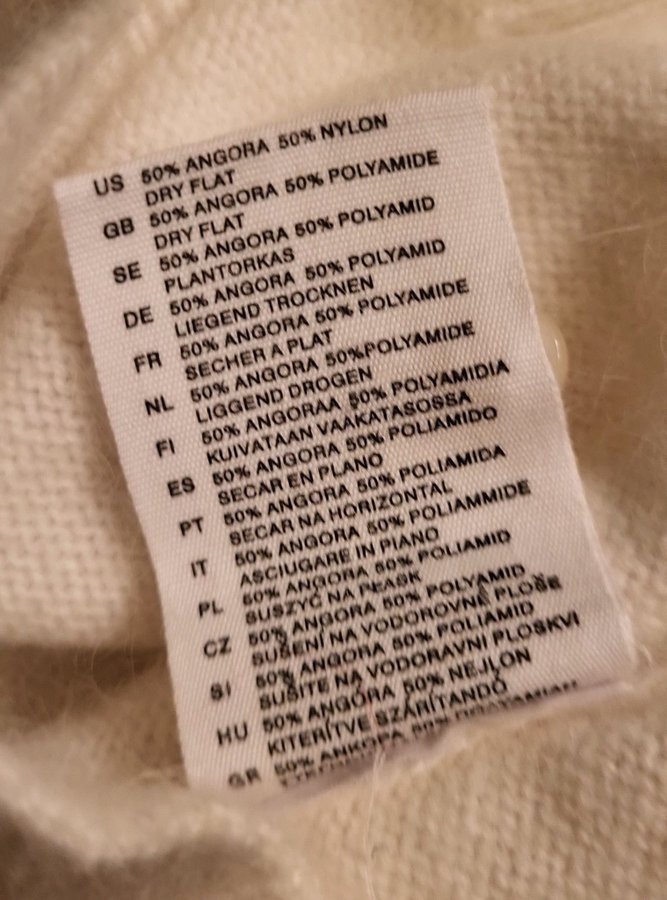 US 50% ANGORA 50% NYLON
DRY FLAT
GB 50% ANGORA 50% POLYAMIDE
DRY FLAT
SE 50% ANGORA 50% POLYAMID
PLANTORKAS
DE 50% ANGORA 50% POLYAMID
LIEGEND TROCKNEN
FR 50% ANGORA 50% POLYAMIDE
SECHER A PLAT
NL 50% ANGORA 50%POLYAMIDE
LIGGEND DROGEN
FI 50% ANGORAA 50% POLYAMIDIA
KUIVATAAN VAAKATASOSSA
ES 50% ANGORA 50% POLIAMIDO
SECAR EN PLANO
PT 50% ANGORA 50% POLIAMIDA
SECAR NA HORIZONTAL
IT 50% ANGORA 50% POLIAMMIDE
ASCIUGARE IN PIANO
PL 50% ANGORA 50% POLIAMID
SUSZYĆ NA PŁASK
CZ 50% ANGORA 50% POLYAMID
SUŠENÍ NA VODOROVNÉ PLOŠE
SI 50% ANGORA 50% POLIAMID
SUŠITE NA VODORAVNI PLOSKVI
HU 50% ANGÓRA 50% NEJLON
KITERÍTVE SZÁRÍTANDÓ
GR 50% ΑΝΚΟΡΑ 50%